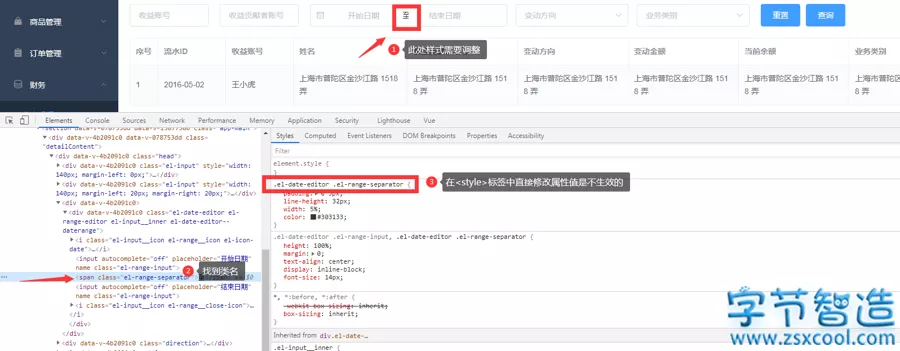 商品管理
订单管理
财务
收益账号
收益贡献者账号
开始日期
至
结束日期
变动方向
业务类别
重置
查询
1 此处样式需要调整
序号 流水ID 收益账号 姓名 变动方向 变动金额 当前余额 业务类别
1 2016-05-02 王小虎 上海市普陀区金沙江路 1518 弄 上海市普陀区金沙江路 1518 弄 上海市普陀区金沙江路 1518 弄 上海市普陀区金沙江路 1518 弄 上海市
Elements Console Sources Network Performance Memory Application Security Lighthouse Vue
<section data-v-078753dd class="app-main">
<div data-v-4b2091c0 data-v-078753dd class=
"detailContent">
<div data-v-4b2091c0 class="head">
<div data-v-4b2091c0 class="el-input" style="width:
140px; margin-left: 0px;">…</div>
<div data-v-4b2091c0 class="el-input" style="width:
140px; margin-left: 20px; margin-right: 20px;">…</div>
<div data-v-4b2091c0>
<div data-v-4b2091c0 class="el-date-editor el-
range-editor el-input__inner el-date-editor--
daterange">
<i class="el-input__icon el-range__icon el-icon-
date">…</i>
<input autocomplete="off" placeholder="开始日期"
name class="el-range-input">
<span class="el-range-separator"
2 找到类名
<input autocomplete="off" placeholder="结束日期"
name class="el-range-input">
<i class="el-input__icon el-range__close-icon">…
</i>
</div>
</div>
<div data-v-4b2091c0 class="direction">…</div>
Styles Computed Event Listeners DOM Breakpoints Properties Accessibility
Filter
element.style {
}
.el-date-editor .el-range-separator {
3 在<style>标签中直接修改属性值是不生效的
padding: 0 5px;
line-height: 32px;
width: 5%;
color: #303133;
}
.el-date-editor .el-range-input, .el-date-editor .el-range-separator {
height: 100%;
margin: 0;
text-align: center;
display: inline-block;
font-size: 14px;
}
*, *:before, *:after {
-webkit-box-sizing: inherit;
box-sizing: inherit;
}
Inherited from div.el-date-…
.el-input__inner {
字节智造
www.zsxcool.com